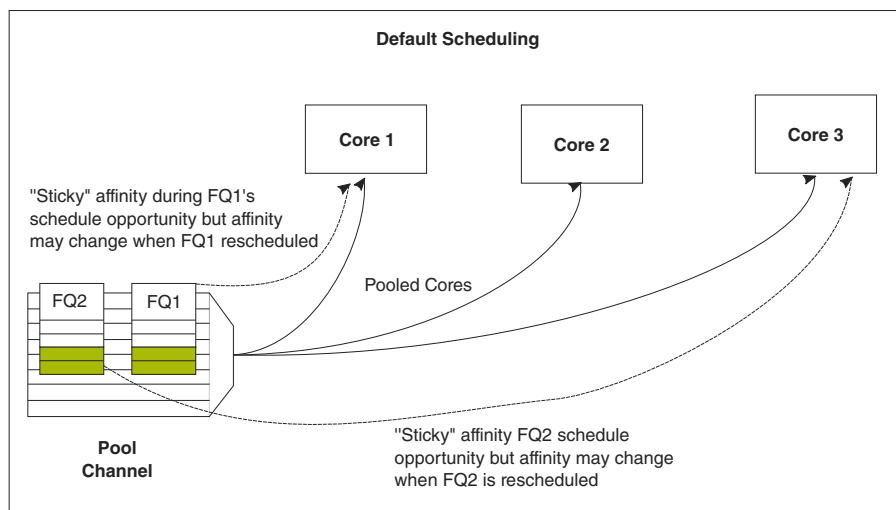 Default Scheduling
Core 1
Core 2
Core 3
"Sticky" affinity during FQ1's
schedule opportunity but affinity
may change when FQ1 rescheduled
Pooled Cores
FQ2
FQ1
"Sticky" affinity FQ2 schedule
opportunity but affinity may change
when FQ2 is rescheduled
Pool
Channel